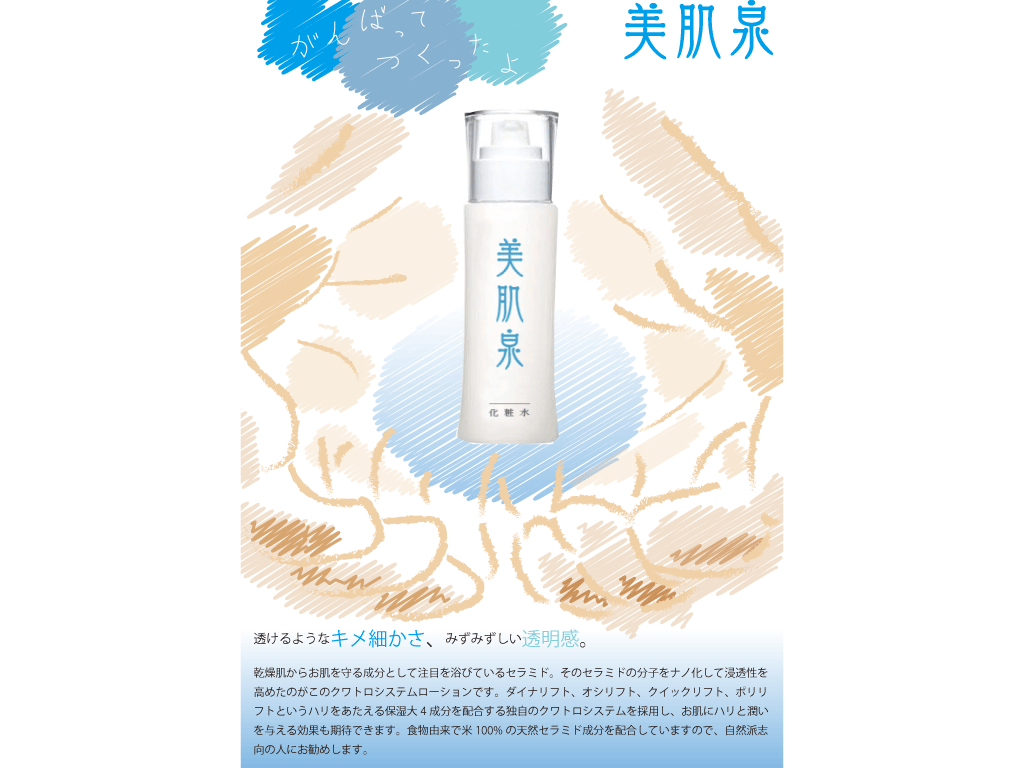 がんばって
つくったよ
美肌泉
美
肌
泉
化粧水
透けるようなキメ細かさ、みずみずしい透明感。
乾燥肌からお肌を守る成分として注目を浴びているセラミド。そのセラミドの分子をナノ化して浸透性を
高めたのがこのクワトロシステムローションです。ダイナリフト、オシリフト、クイックリフト、ポリリ
フトというハリをあたえる保湿大 4 成分を配合する独自のクワトロシステムを採用し、お肌にハリと潤い
を与える効果も期待できます。食物由来で米 100% の天然セラミド成分を配合していますので、自然派志
向の人にお勧めします。